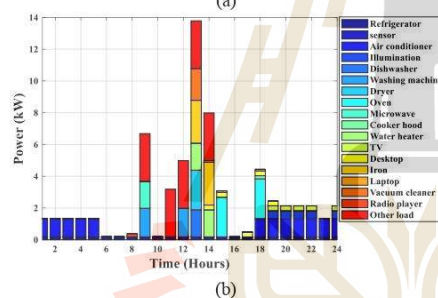 (a)
14
12
10
8
6
4
2
0
Power (kW)
2 4 6 8 10 12 14 16 18 20 22 24
Time (Hours)
Refrigerator
sensor
Air conditioner
Illumination
Dishwasher
Washing machin
Dryer
Oven
Microwave
Cooker hood
Water heater
TV
Desktop
Iron
Laptop
Vacuum cleaner
Radio player
Other load
(b)